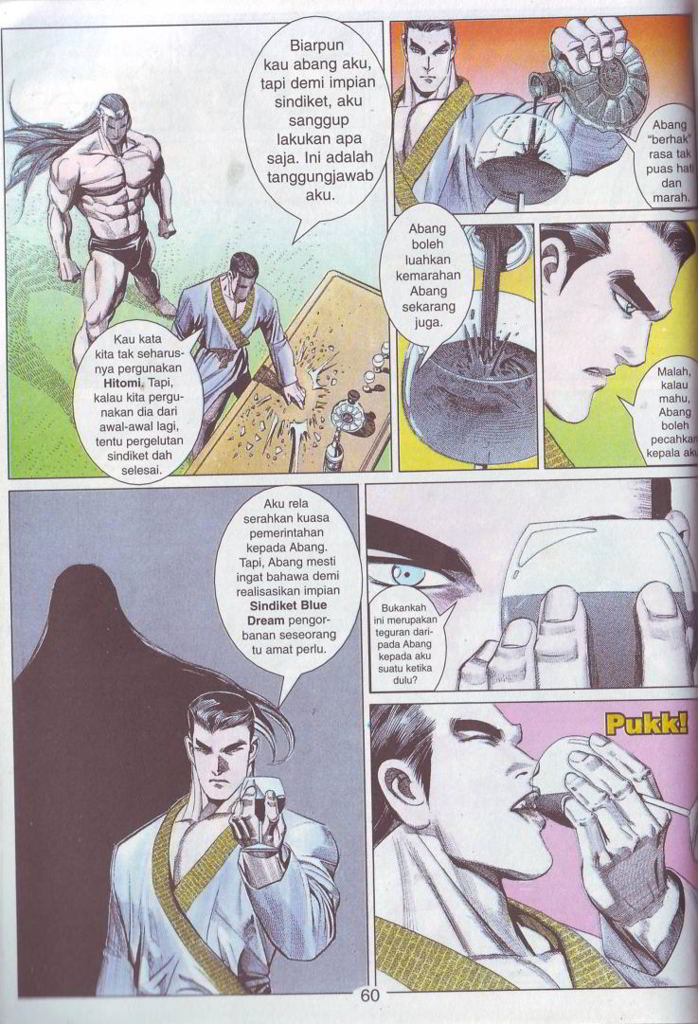 Biarpun
kau abang aku,
tapi demi impian
sindiket, aku
sanggup
lakukan apa
saja. Ini adalah
tanggungjawab
aku.
Kau kata
kita tak seharus-
nya pergunakan
Hitomi. Tapi,
kalau kita pergu-
nakan dia dari
awal-awal lagi,
tentu pergelutan
sindiket dah
selesai.
Abang
"berhak"
rasa tak
puas hati
dan
marah.
Abang
boleh
luahkan
kemarahan
Abang
sekarang
juga.
Malah,
kalau
mahu,
Abang
boleh
pecahkan
kepala aku
Aku rela
serahkan kuasa
pemerintahan
kepada Abang.
Tapi, Abang mesti
ingat bahawa demi
realisasikan impian
Sindiket Blue
Dream pengor-
banan seseorang
tu amat perlu.
Bukankah
ini merupakan
teguran dari-
pada Abang
kepada aku
suatu ketika
dulu?
Pukk!
60